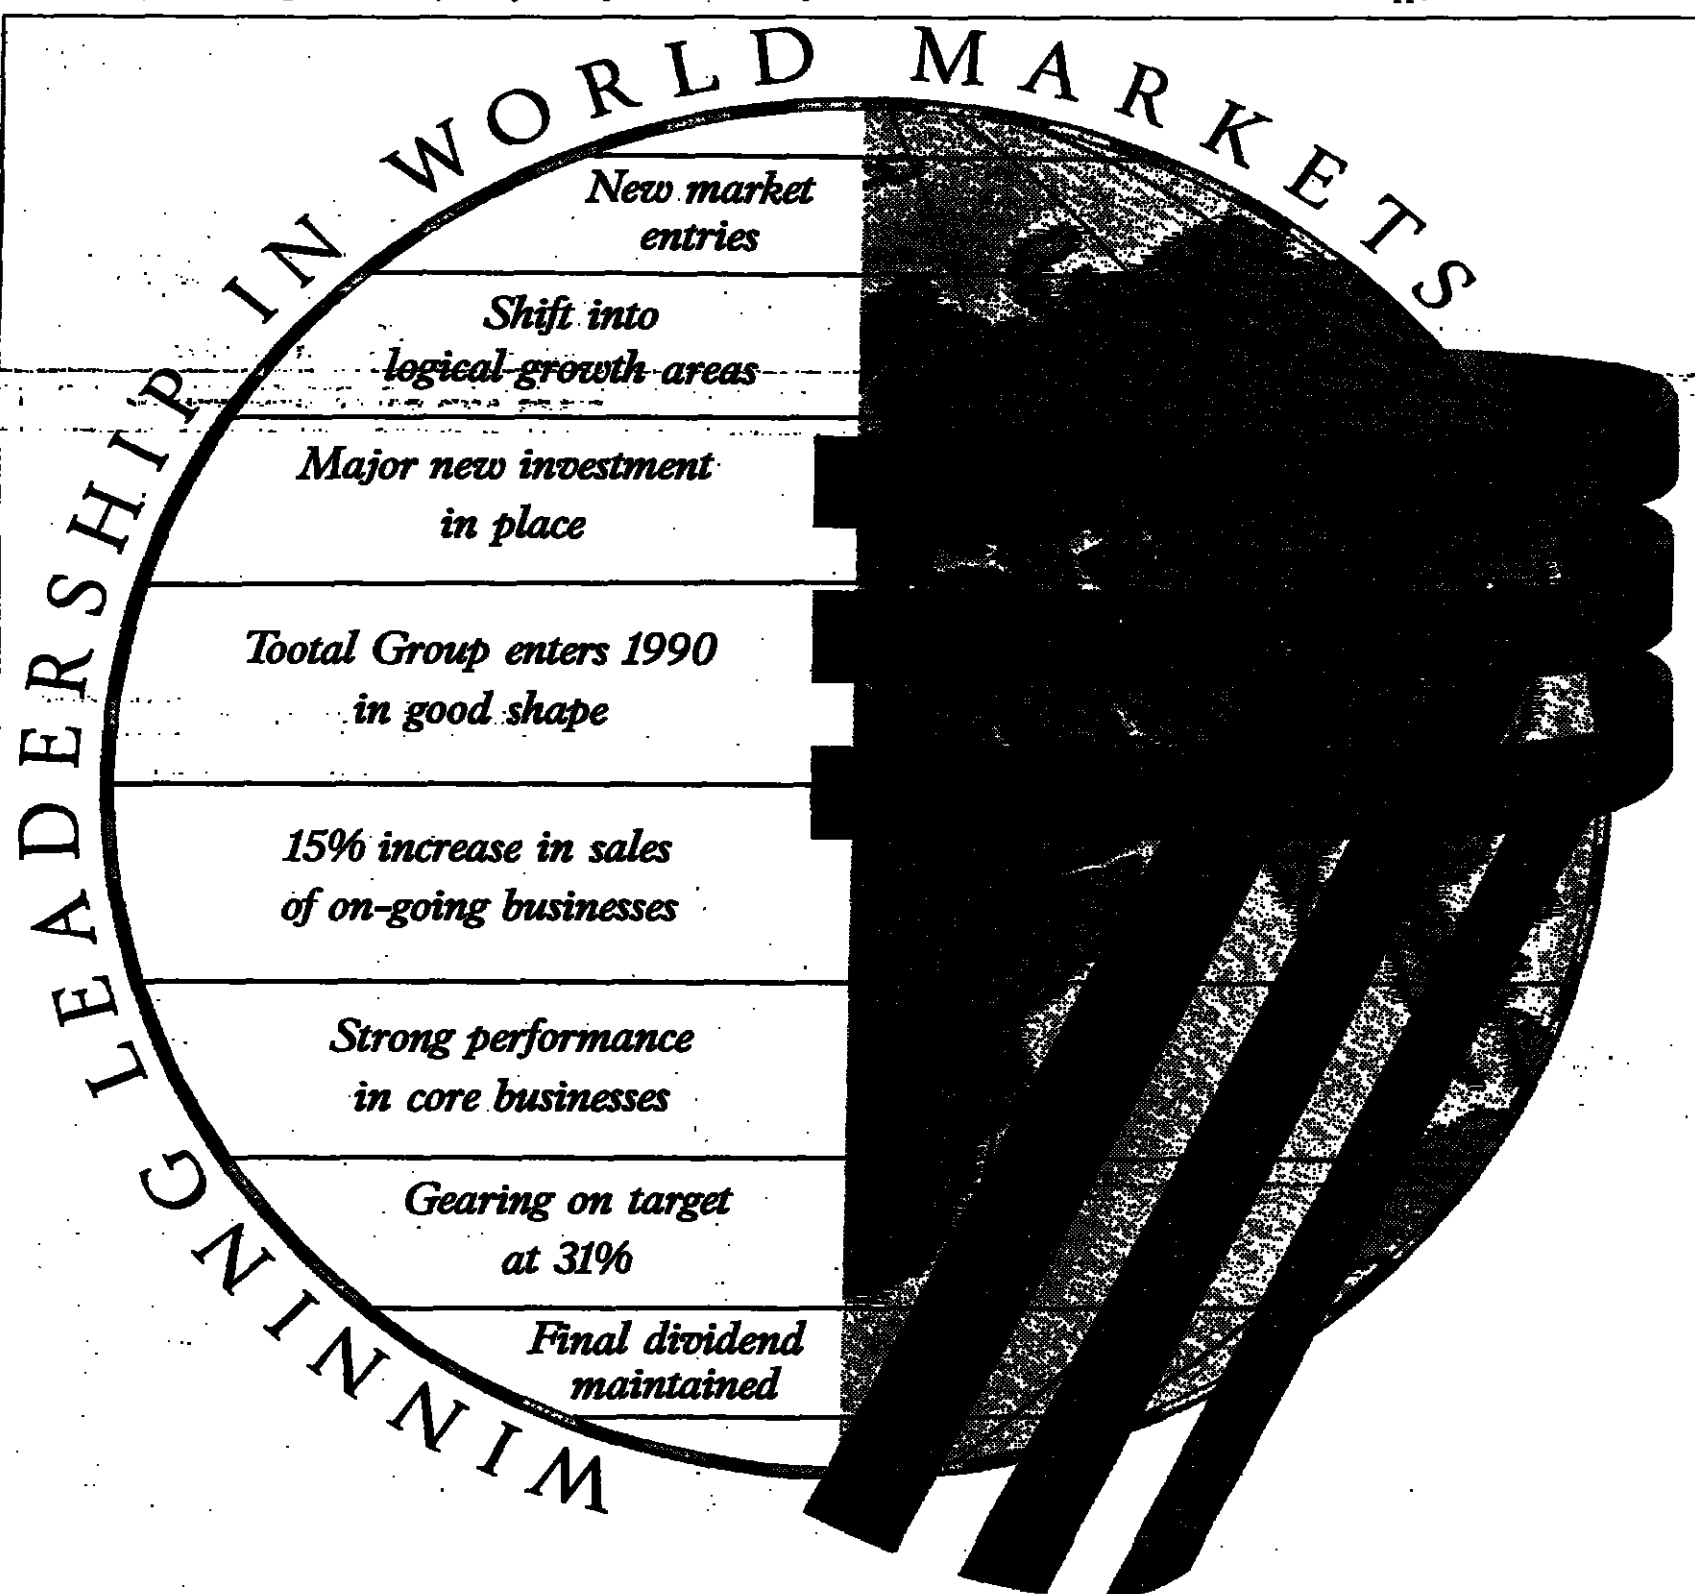 WINNING LEADERSHIP IN WORLD MARKETS
New market
entries
Shift into
logical growth areas
Major new investment
in place
Tootal Group enters 1990
in good shape
15% increase in sales
of on-going businesses
Strong performance
in core businesses
Gearing on target
at 31%
Final dividend
maintained